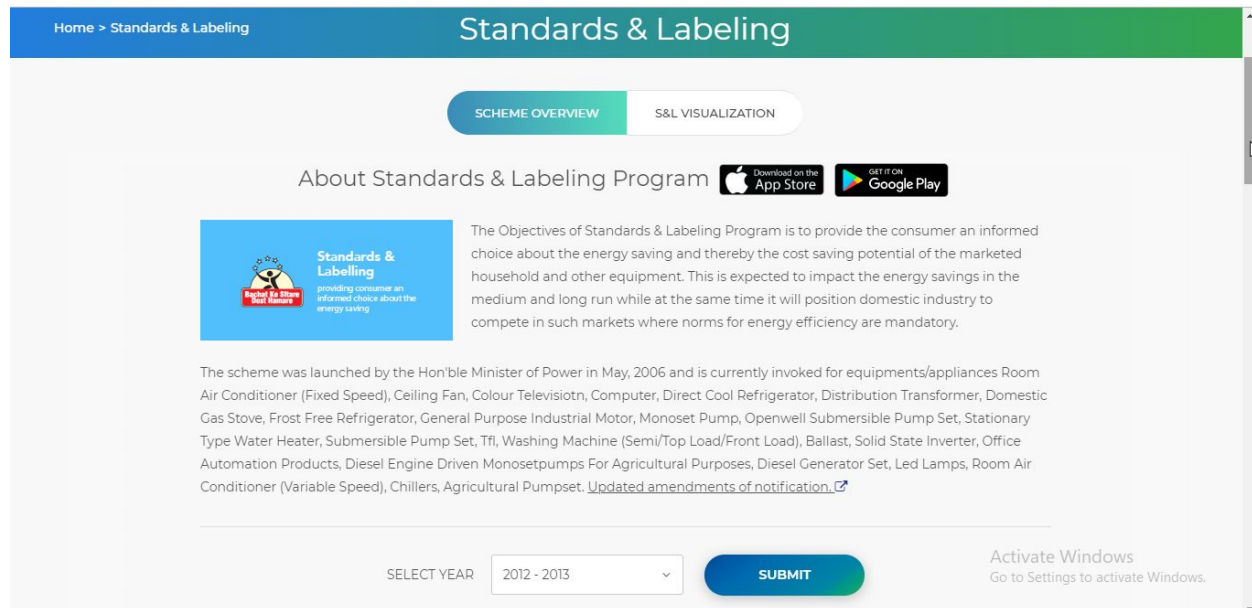 Home > Standards & Labeling
Standards & Labeling
SCHEME OVERVIEW
S&L VISUALIZATION
About Standards & Labeling Program
Download on the
App Store
GET IT ON
Google Play
Standards &
Labelling
providing consumer an
informed choice about the
energy saving
Bachat Ke Sitare
Dost Hamare
The Objectives of Standards & Labeling Program is to provide the consumer an informed
choice about the energy saving and thereby the cost saving potential of the marketed
household and other equipment. This is expected to impact the energy savings in the
medium and long run while at the same time it will position domestic industry to
compete in such markets where norms for energy efficiency are mandatory.
The scheme was launched by the Hon'ble Minister of Power in May, 2006 and is currently invoked for equipments/appliances Room
Air Conditioner (Fixed Speed), Ceiling Fan, Colour Televisiotn, Computer, Direct Cool Refrigerator, Distribution Transformer, Domestic
Gas Stove, Frost Free Refrigerator, General Purpose Industrial Motor, Monoset Pump, Openwell Submersible Pump Set, Stationary
Type Water Heater, Submersible Pump Set, Tfl, Washing Machine (Semi/Top Load/Front Load), Ballast, Solid State Inverter, Office
Automation Products, Diesel Engine Driven Monosetpumps For Agricultural Purposes, Diesel Generator Set, Led Lamps, Room Air
Conditioner (Variable Speed), Chillers, Agricultural Pumpset. Updated amendments of notification.
SELECT YEAR
2012 - 2013
SUBMIT
Activate Windows
Go to Settings to activate Windows.